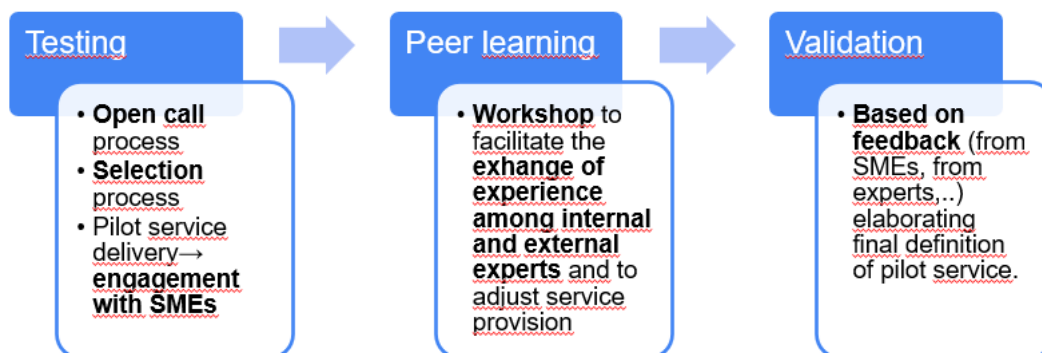 Testing
• Open call
process
• Selection
process
• Pilot service
delivery→
engagement
with SMEs
Peer learning
• Workshop to
facilitate the
exhange of
experience
among internal
and external
experts and to
adjust service
provision
Validation
• Based on
feedback (from
SMEs, from
experts,..)
elaborating
final definition
of pilot service.